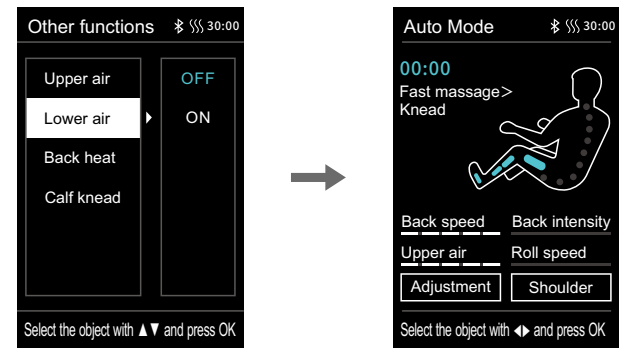 Other functions 30:00
Upper air OFF
Lower air ON
Back heat
Calf knead
Select the object with ▲▼ and press OK
Auto Mode 30:00
00:00
Fast massage>
Knead
Back speed Back intensity
Upper air Roll speed
Adjustment Shoulder
Select the object with ◀▶ and press OK